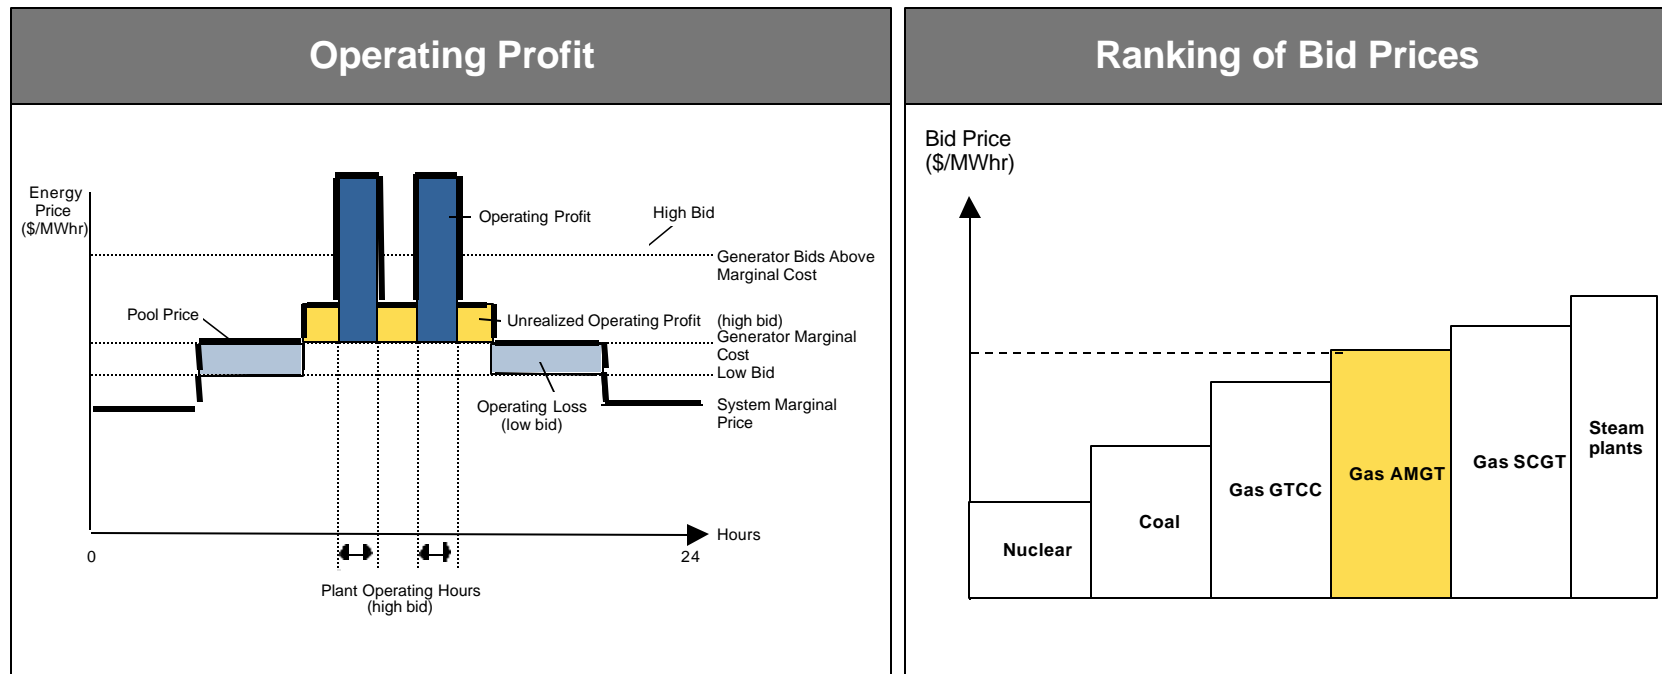 Operating Profit
Energy
Price
($/MWhr)
Operating Profit
High Bid
Generator Bids Above
Marginal Cost
Pool Price
Unrealized Operating Profit
(high bid)
Generator Marginal
Cost
Low Bid
Operating Loss
(low bid)
System Marginal
Price
Hours
0
24
Plant Operating Hours
(high bid)
Ranking of Bid Prices
Bid Price
($/MWhr)
Nuclear
Coal
Gas GTCC
Gas AMGT
Gas SCGT
Steam
plants